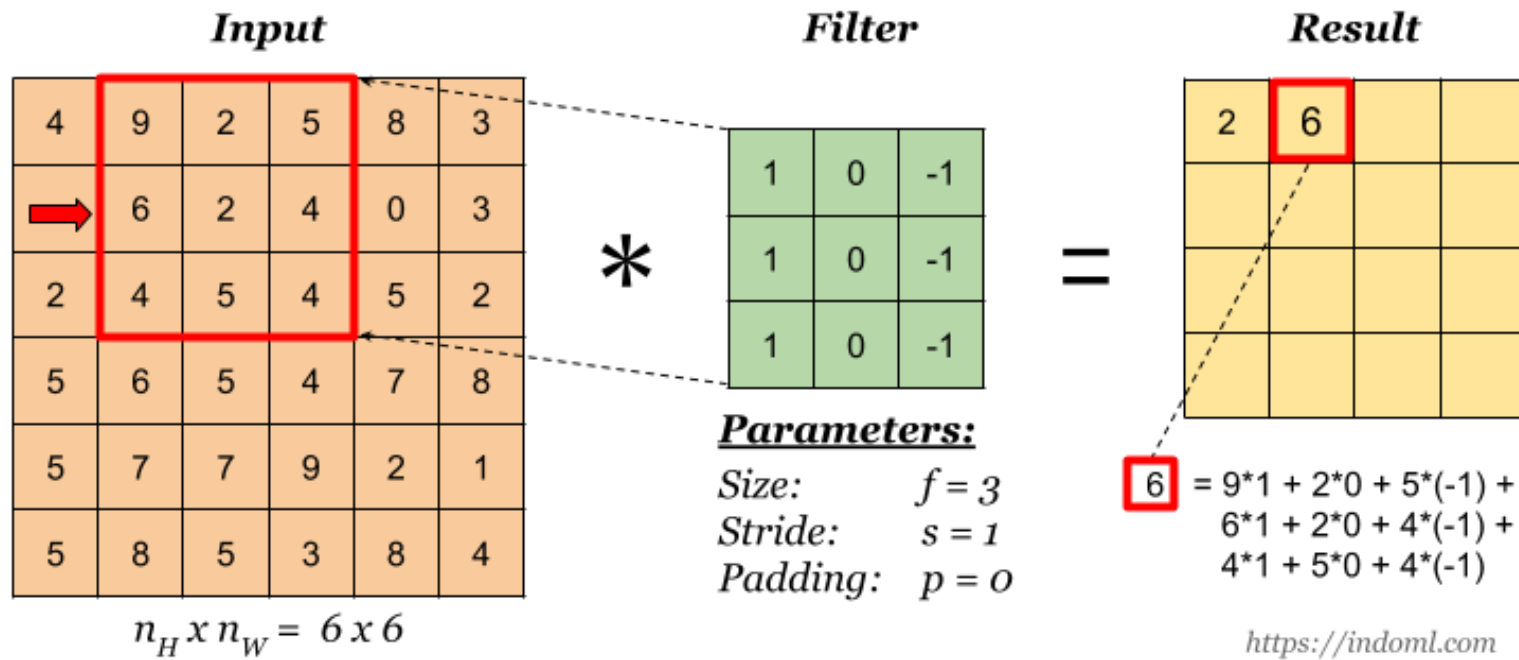 Input Filter Result
4 9 2 5 8 3
6 2 4 0 3
2 4 5 4 5 2
5 6 5 4 7 8
5 7 7 9 2 1
5 8 5 3 8 4
n_H x n_W = 6 x 6
*
1 0 -1
1 0 -1
1 0 -1
Parameters:
Size: f = 3
Stride: s = 1
Padding: p = 0
=
2 6
6 = 9*1 + 2*0 + 5*(-1) +
6*1 + 2*0 + 4*(-1) +
4*1 + 5*0 + 4*(-1)
https://indoml.com